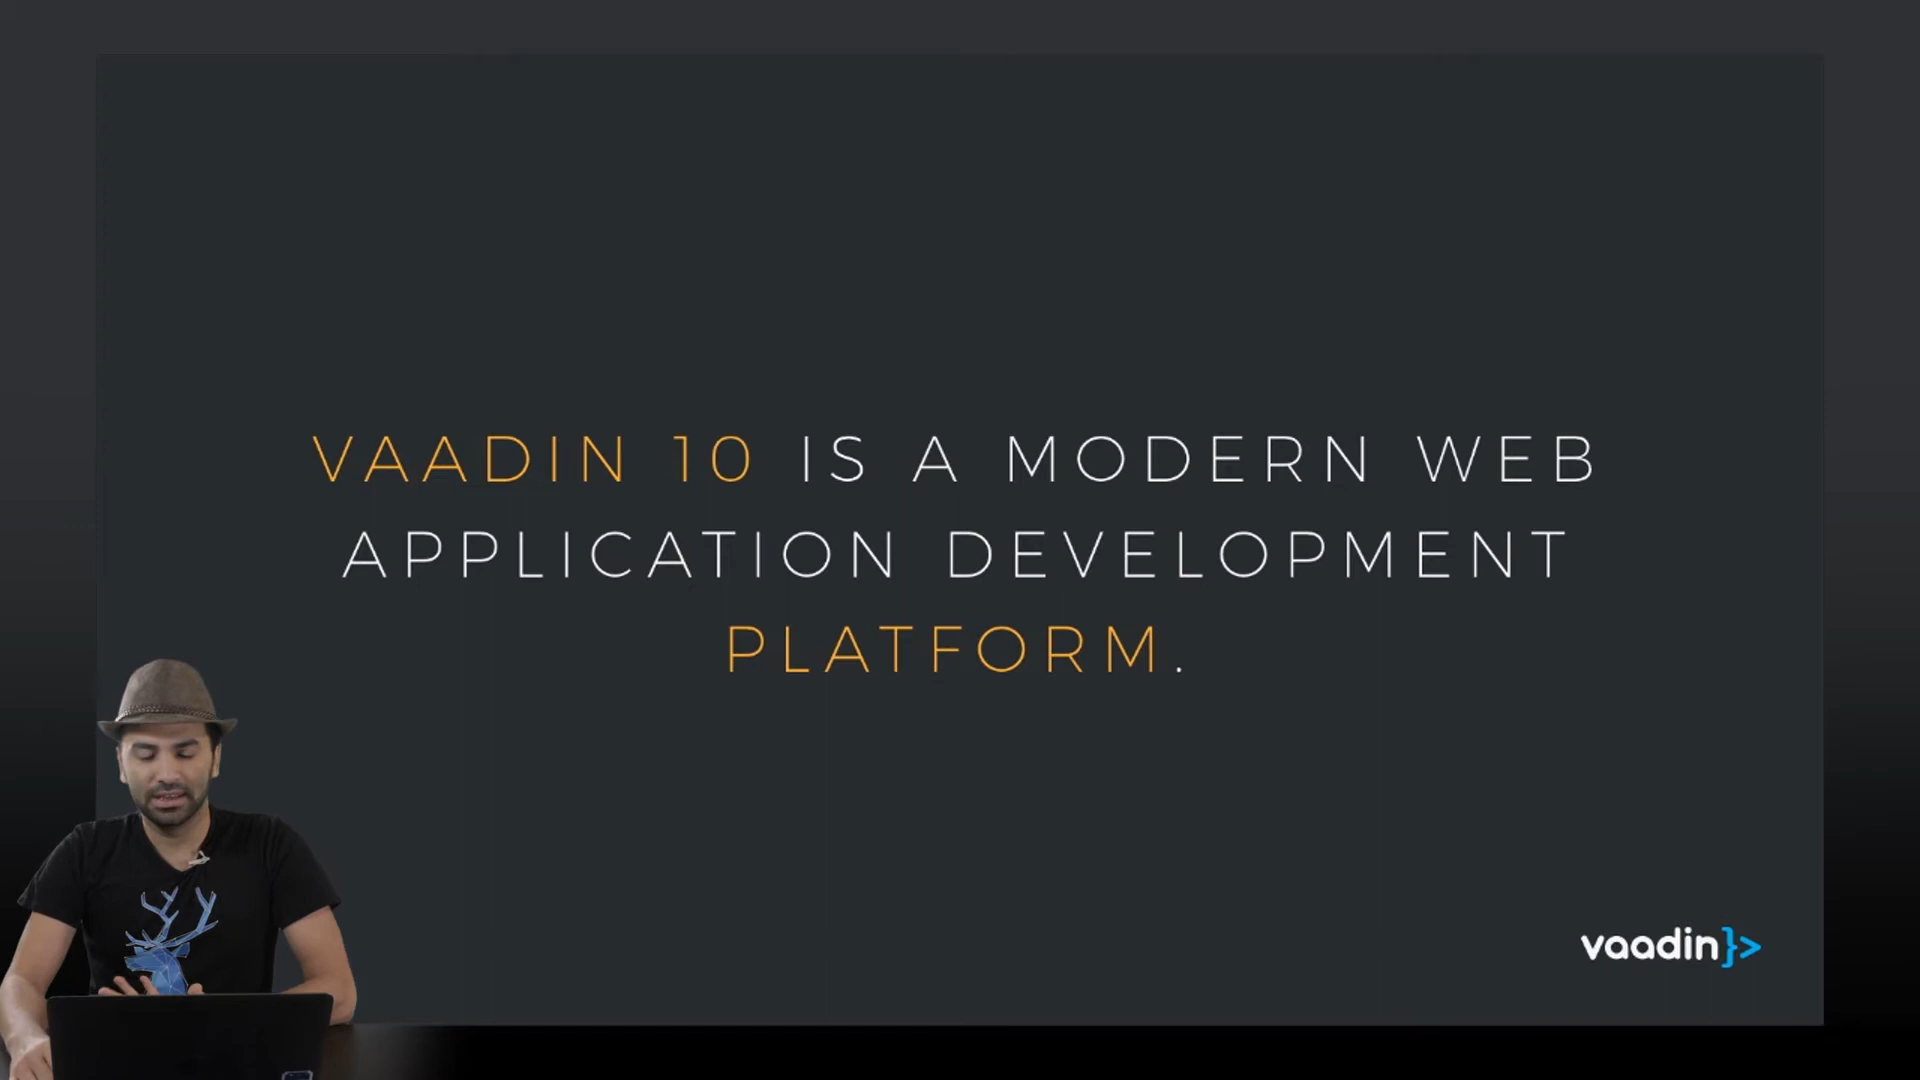 VAADIN 10 IS A MODERN WEB
APPLICATION DEVELOPMENT
PLATFORM.
vaadin}>